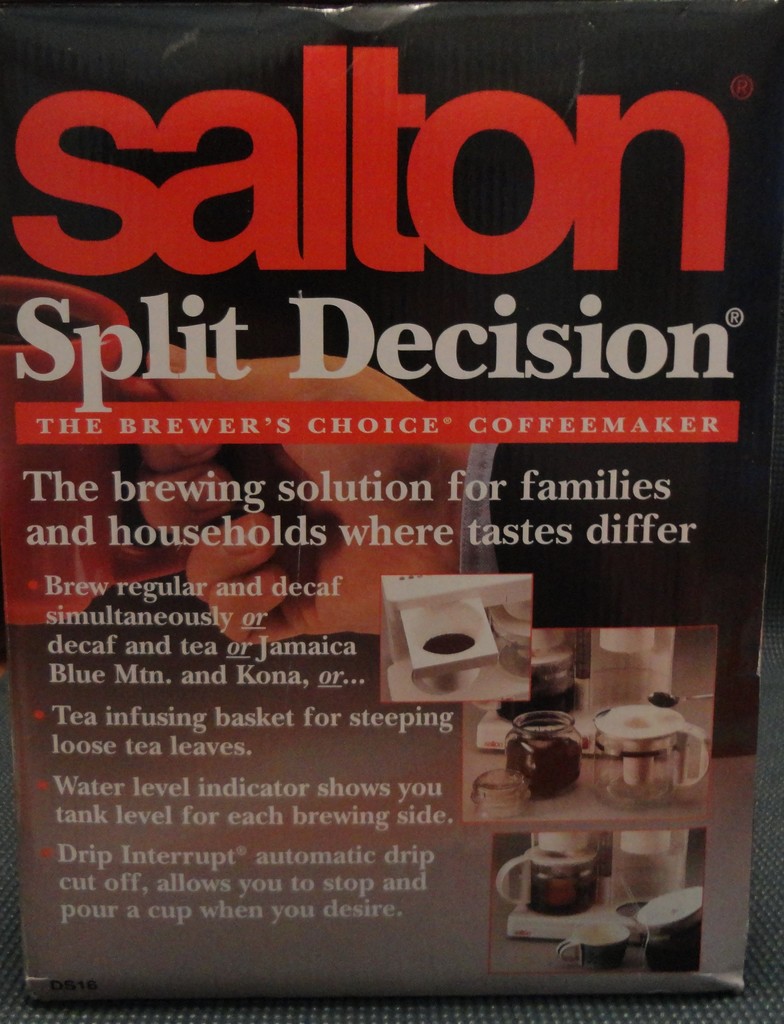 salton®
Split Decision®
THE BREWER'S CHOICE® COFFEEMAKER
The brewing solution for families
and households where tastes differ
• Brew regular and decaf
simultaneously or
decaf and tea or Jamaica
Blue Mtn. and Kona, or...
• Tea infusing basket for steeping
loose tea leaves.
• Water level indicator shows you
tank level for each brewing side.
• Drip Interrupt® automatic drip
cut off, allows you to stop and
pour a cup when you desire.
salton
DS16